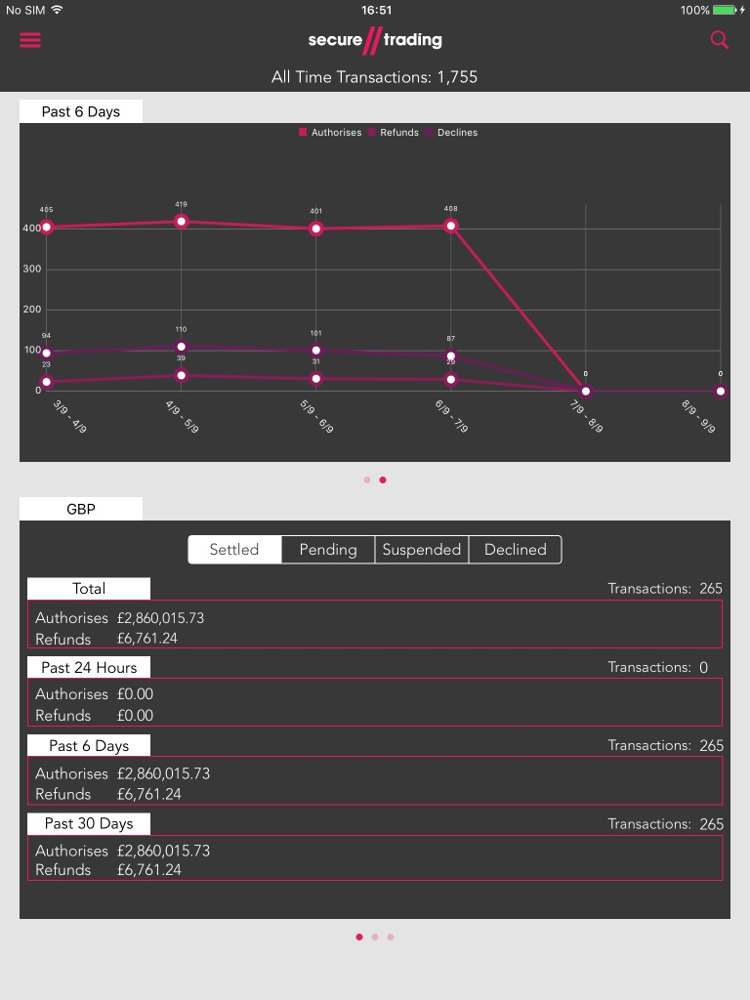 No SIM 16:51 100%
secure//trading
All Time Transactions: 1,755
Past 6 Days
Authorises Refunds Declines
405 419 401 408
400
300
200
94 110 101 87
100
23 39 31 29 0 0
0
3/9 - 4/9 4/9 - 5/9 5/9 - 6/9 6/9 - 7/9 7/9 - 8/9 8/9 - 9/9
GBP
Settled Pending Suspended Declined
Total Transactions: 265
Authorises £2,860,015.73
Refunds £6,761.24
Past 24 Hours Transactions: 0
Authorises £0.00
Refunds £0.00
Past 6 Days Transactions: 265
Authorises £2,860,015.73
Refunds £6,761.24
Past 30 Days Transactions: 265
Authorises £2,860,015.73
Refunds £6,761.24